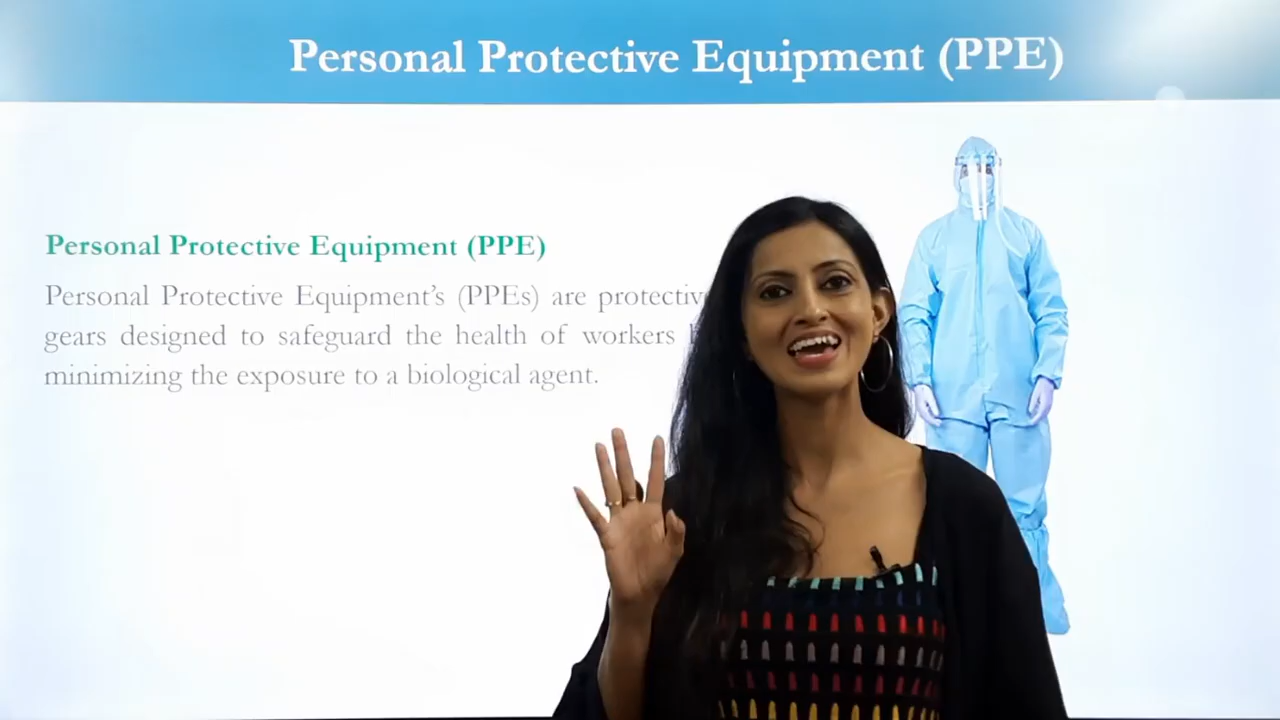 Personal Protective Equipment (PPE)
Personal Protective Equipment (PPE)
Personal Protective Equipment's (PPEs) are protective
gears designed to safeguard the health of workers
minimizing the exposure to a biological agent.